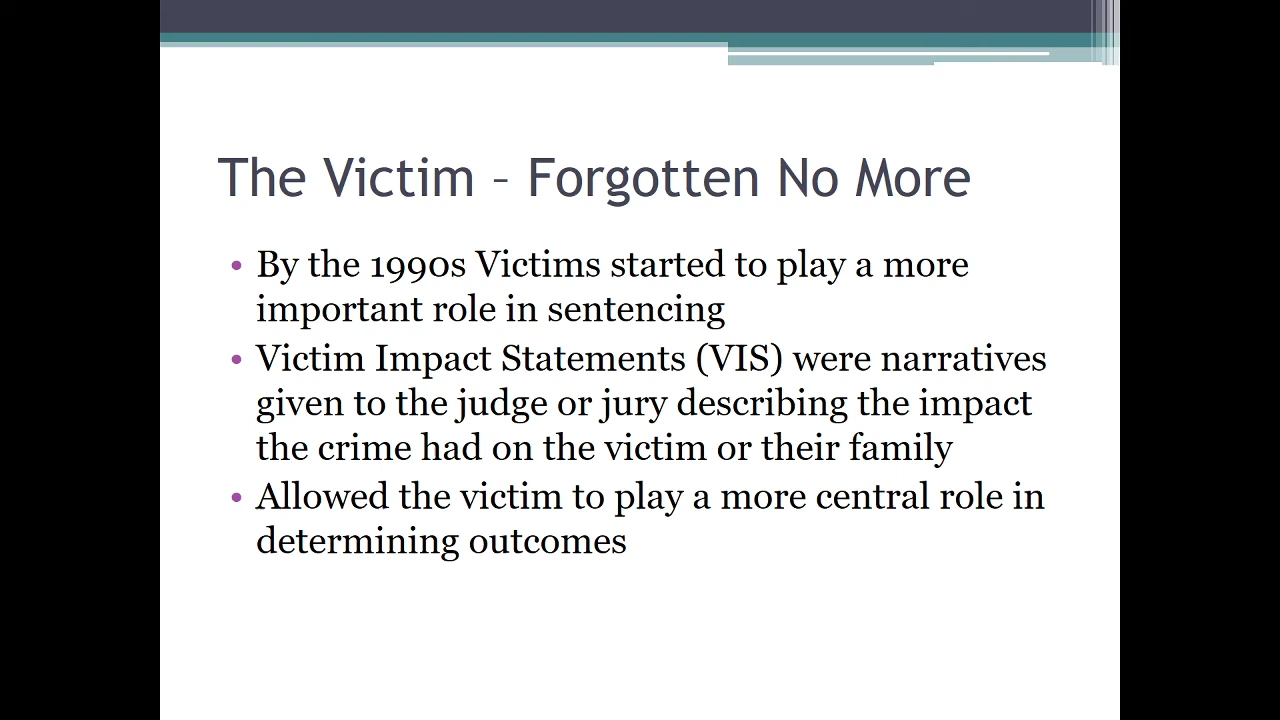 The Victim – Forgotten No More
• By the 1990s Victims started to play a more
important role in sentencing
• Victim Impact Statements (VIS) were narratives
given to the judge or jury describing the impact
the crime had on the victim or their family
• Allowed the victim to play a more central role in
determining outcomes